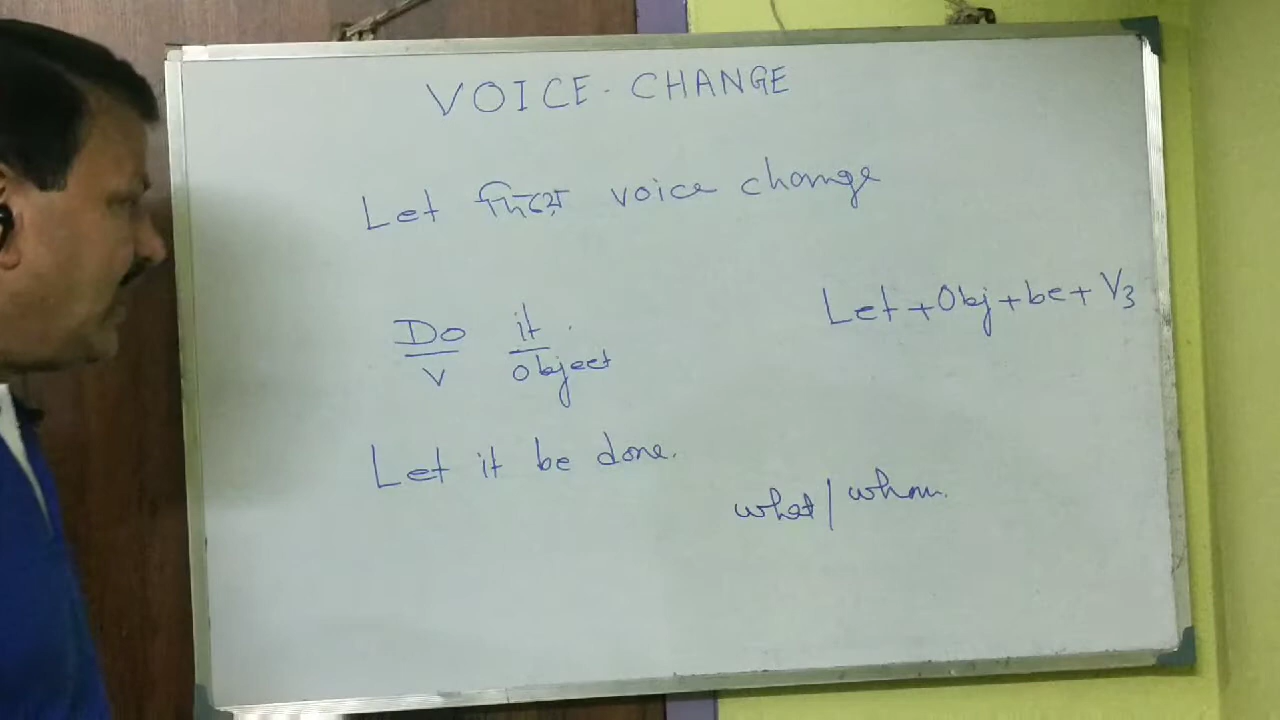 VOICE-CHANGE
Let দিয়ে voice change
Let + Obj + be + V3
Do it.
V object
Let it be done.
what / whom.